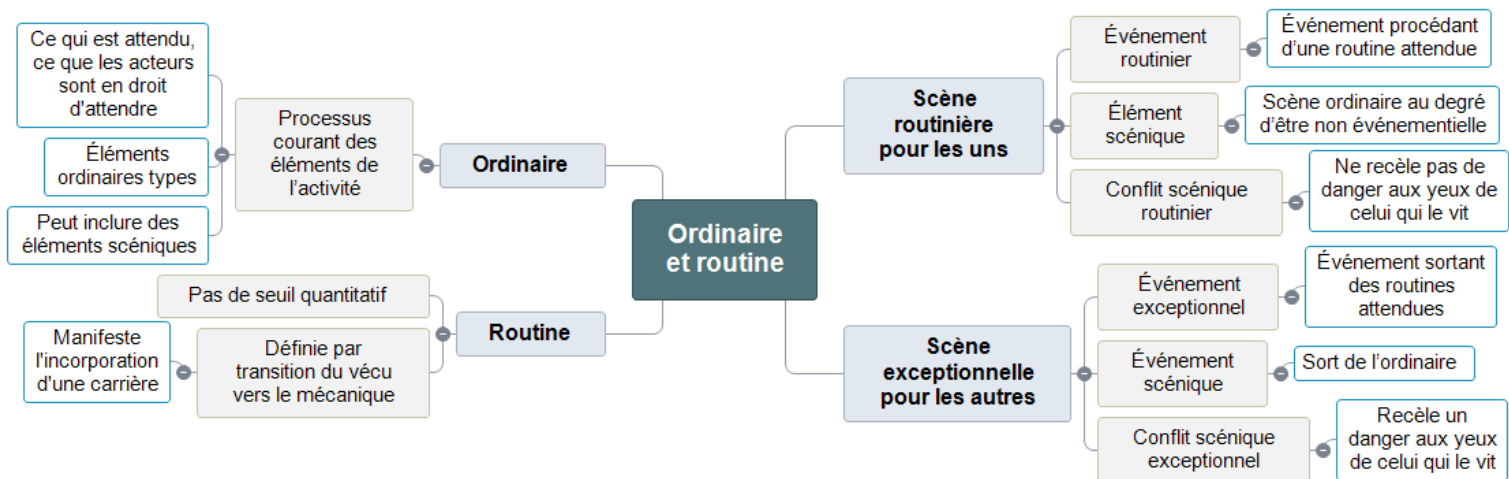 Ordinaire
et routine
Ordinaire
Processus
courant des
éléments de
l’activité
Ce qui est attendu,
ce que les acteurs
sont en droit
d'attendre
Éléments
ordinaires types
Peut inclure des
éléments scéniques
Routine
Pas de seuil quantitatif
Définie par
transition du vécu
vers le mécanique
Manifeste
l'incorporation
d'une carrière
Scène
routinière
pour les uns
Événement
routinier
Événement procédant
d’une routine attendue
Élément
scénique
Scène ordinaire au degré
d’être non événementielle
Conflit scénique
routinier
Ne recèle pas de
danger aux yeux de
celui qui le vit
Scène
exceptionnelle
pour les autres
Événement
exceptionnel
Événement sortant
des routines
attendues
Événement
scénique
Sort de l’ordinaire
Conflit scénique
exceptionnel
Recèle un
danger aux yeux
de celui qui le vit